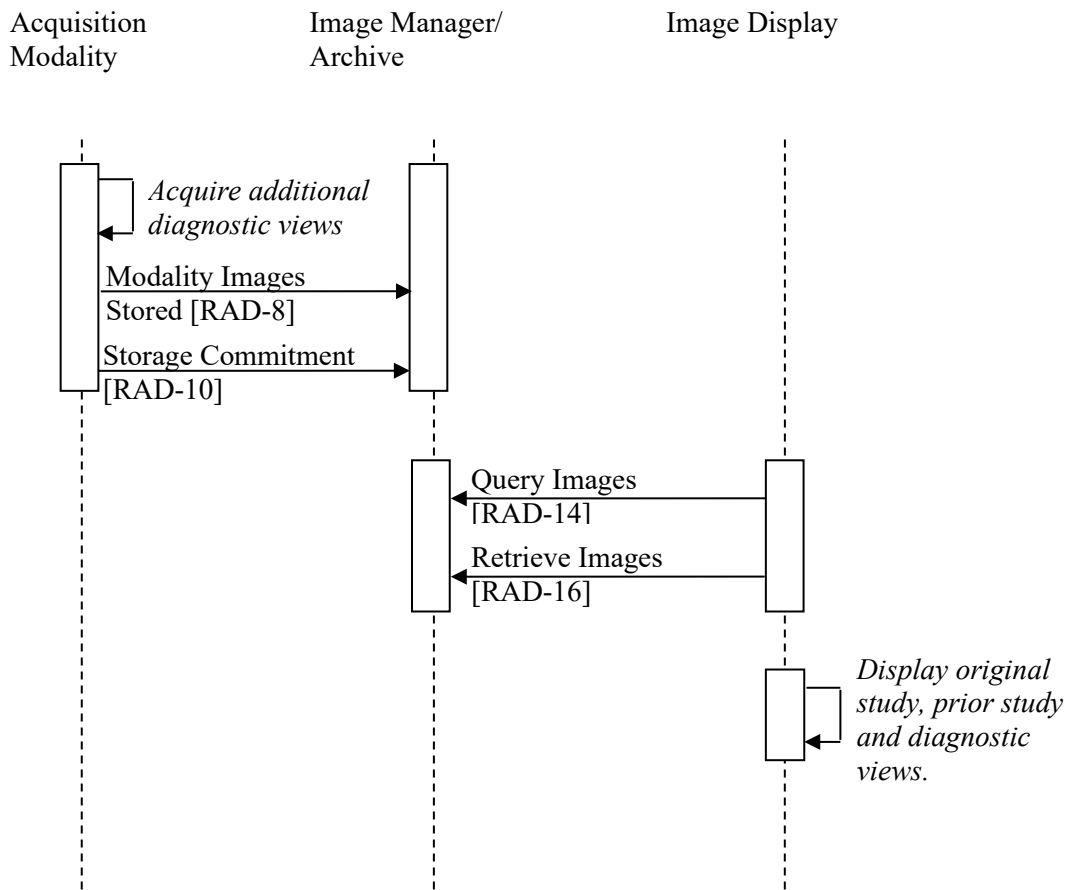 Acquisition
Modality
Image Manager/
Archive
Image Display
Acquire additional
diagnostic views
Modality Images
Stored [RAD-8]
Storage Commitment
[RAD-10]
Query Images
[RAD-14]
Retrieve Images
[RAD-16]
Display original
study, prior study
and diagnostic
views.